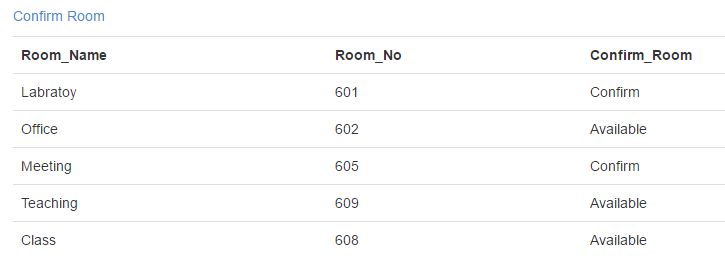 Confirm Room
Room_Name Room_No Confirm_Room
Labratoy 601 Confirm
Office 602 Available
Meeting 605 Confirm
Teaching 609 Available
Class 608 Available